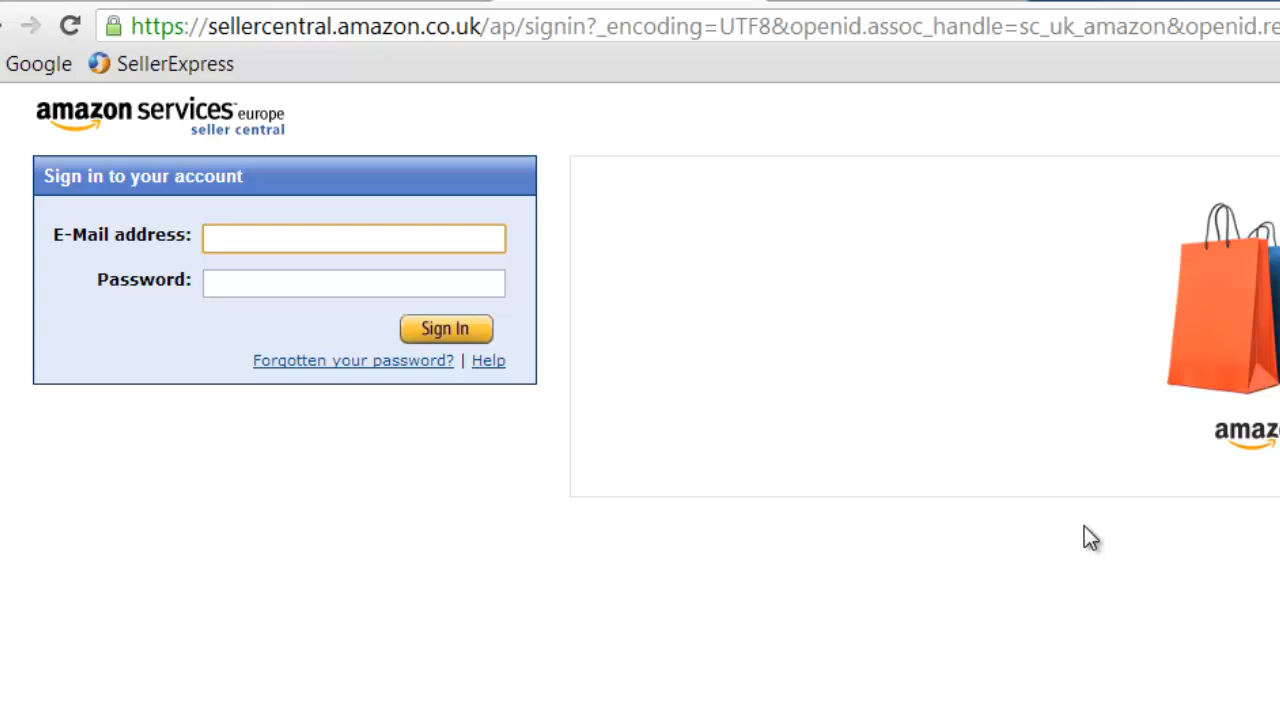 https://sellercentral.amazon.co.uk/ap/signin?_encoding=UTF8&openid.assoc_handle=sc_uk_amazon&openid.re
Google SellerExpress
amazon services europe
seller central
Sign in to your account
E-Mail address:
Password:
Sign In
Forgotten your password? | Help
amaz